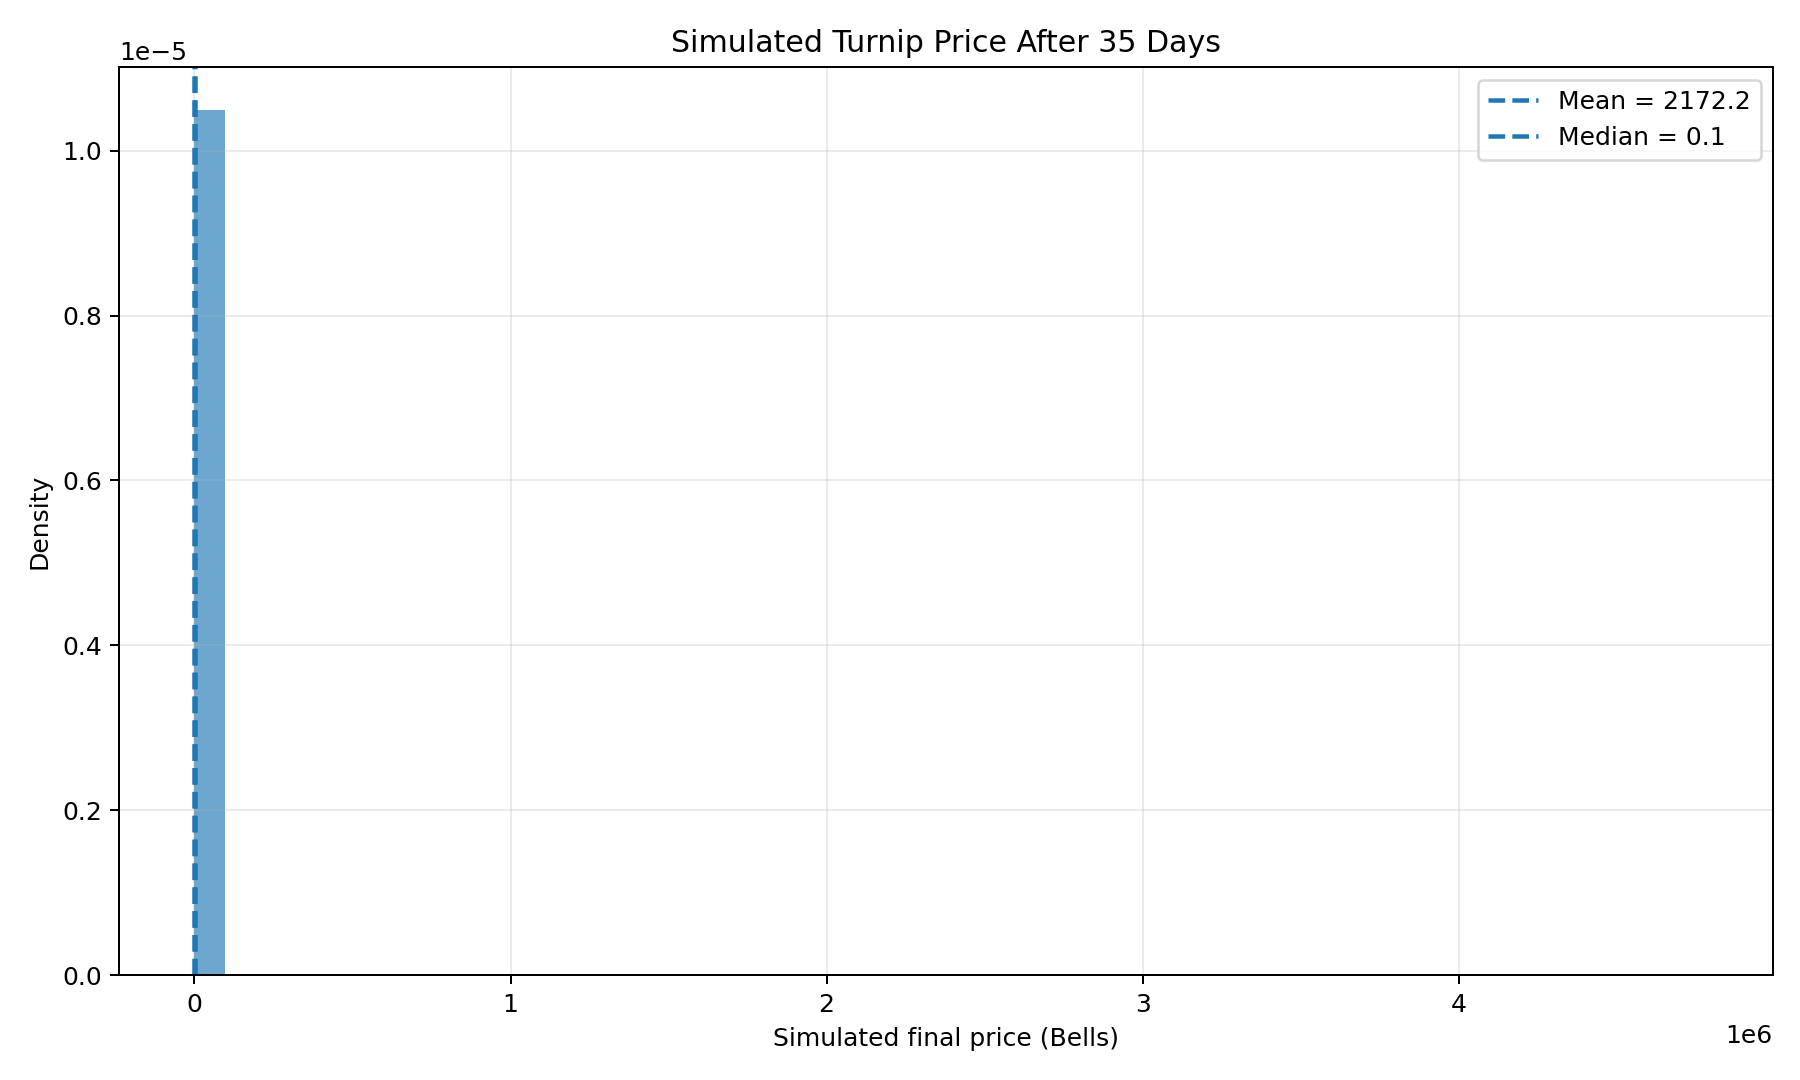 Simulated Turnip Price After 35 Days
1e−5
Mean = 2172.2
Median = 0.1
1.0
0.8
0.6
0.4
0.2
0.0
Density
0 1 2 3 4
1e6
Simulated final price (Bells)